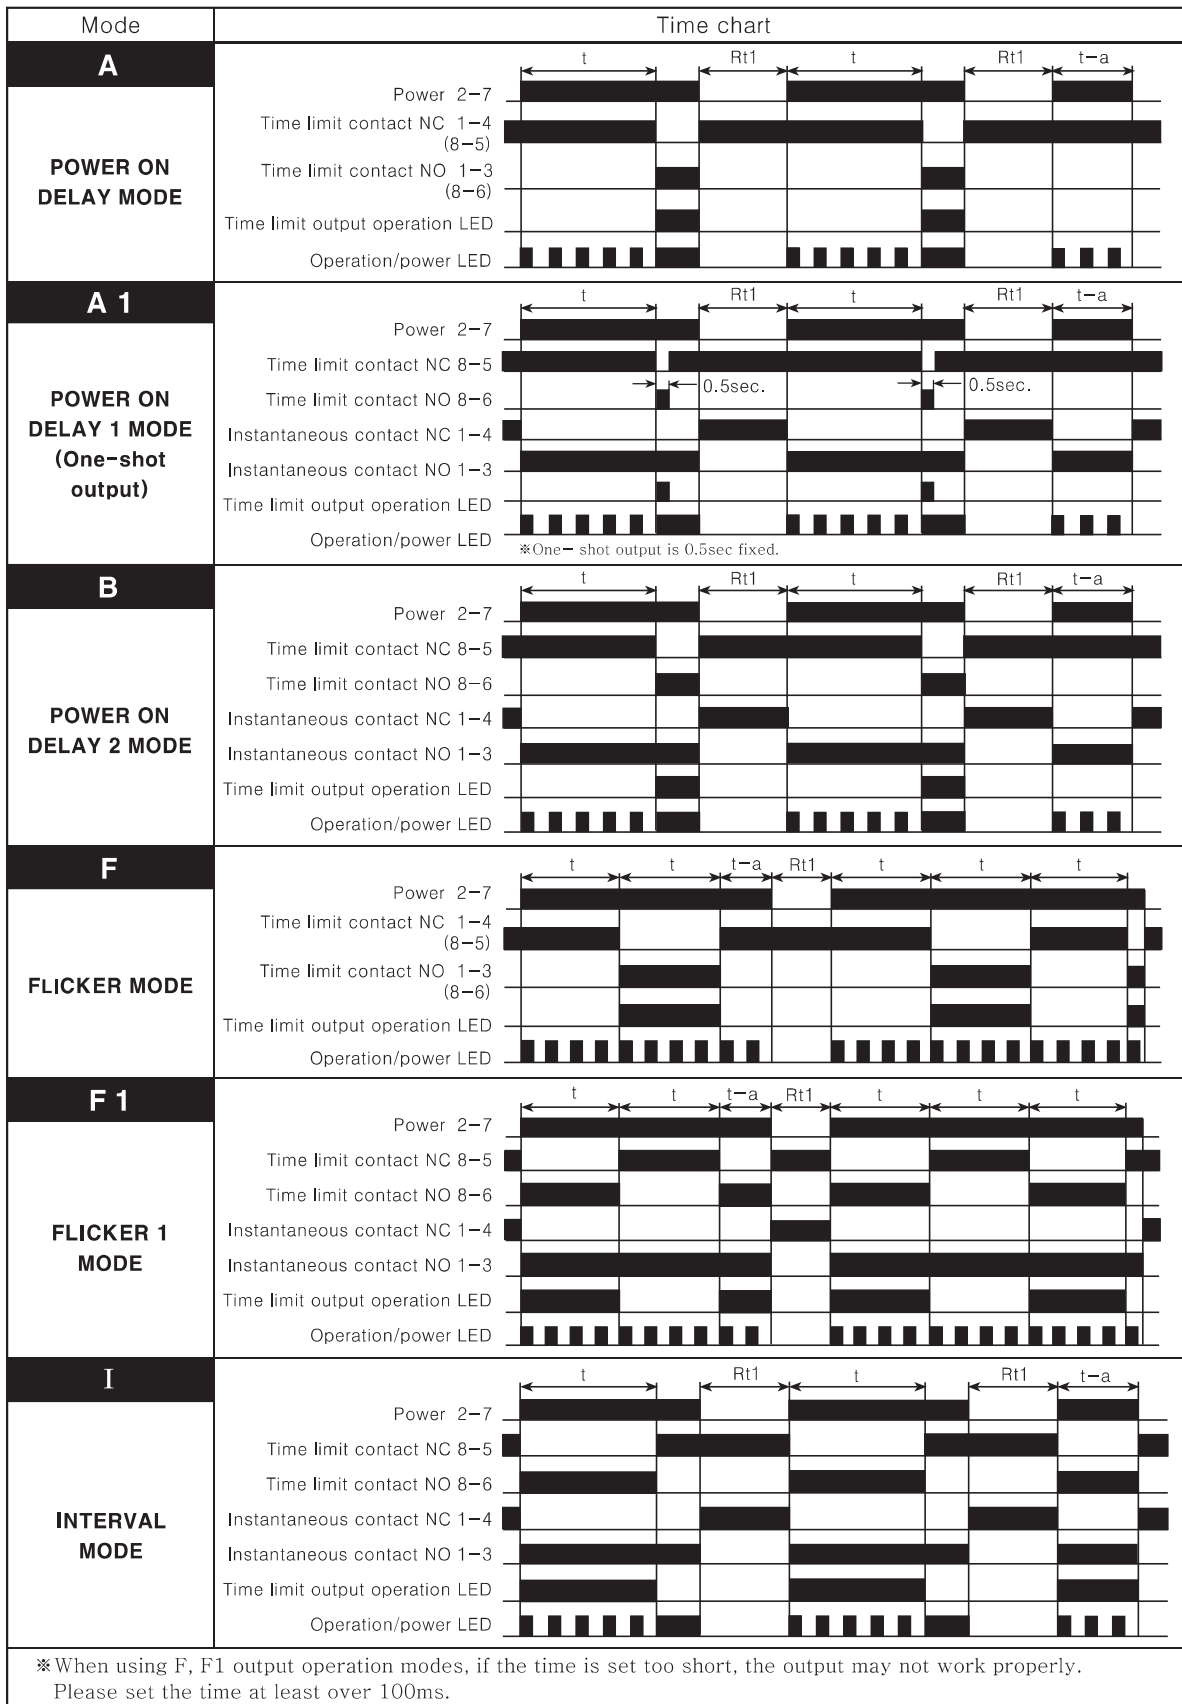 Mode
Time chart
A
POWER ON
DELAY MODE
t
Rt1
t
Rt1
t-a
Power 2-7
Time limit contact NC 1-4
(8-5)
Time limit contact NO 1-3
(8-6)
Time limit output operation LED
Operation/power LED
A 1
POWER ON
DELAY 1 MODE
(One-shot
output)
t
Rt1
t
Rt1
t-a
Power 2-7
Time limit contact NC 8-5
0.5sec.
0.5sec.
Time limit contact NO 8-6
Instantaneous contact NC 1-4
Instantaneous contact NO 1-3
Time limit output operation LED
Operation/power LED
※One- shot output is 0.5sec fixed.
B
POWER ON
DELAY 2 MODE
t
Rt1
t
Rt1
t-a
Power 2-7
Time limit contact NC 8-5
Time limit contact NO 8-6
Instantaneous contact NC 1-4
Instantaneous contact NO 1-3
Time limit output operation LED
Operation/power LED
F
FLICKER MODE
t
t
t-a
Rt1
t
t
t
Power 2-7
Time limit contact NC 1-4
(8-5)
Time limit contact NO 1-3
(8-6)
Time limit output operation LED
Operation/power LED
F 1
FLICKER 1
MODE
t
t
t-a
Rt1
t
t
t
Power 2-7
Time limit contact NC 8-5
Time limit contact NO 8-6
Instantaneous contact NC 1-4
Instantaneous contact NO 1-3
Time limit output operation LED
Operation/power LED
I
INTERVAL
MODE
t
Rt1
t
Rt1
t-a
Power 2-7
Time limit contact NC 8-5
Time limit contact NO 8-6
Instantaneous contact NC 1-4
Instantaneous contact NO 1-3
Time limit output operation LED
Operation/power LED
※When using F, F1 output operation modes, if the time is set too short, the output may not work properly.
Please set the time at least over 100ms.